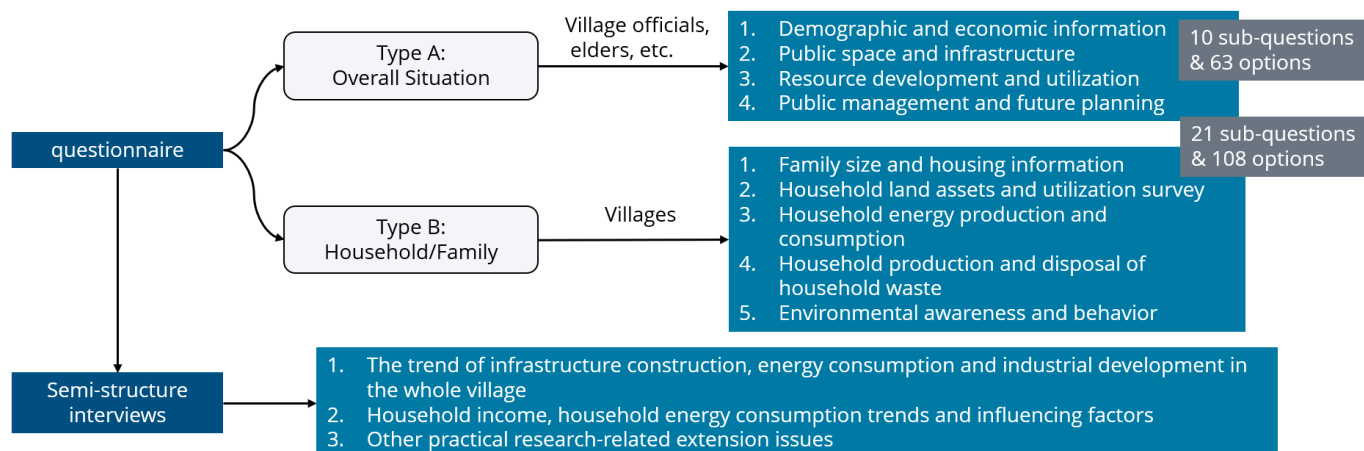 questionnaire
Type A:
Overall Situation
Village officials,
elders, etc.
1. Demographic and economic information
2. Public space and infrastructure
3. Resource development and utilization
4. Public management and future planning
10 sub-questions
& 63 options
Type B:
Household/Family
Villages
1. Family size and housing information
2. Household land assets and utilization survey
3. Household energy production and
consumption
4. Household production and disposal of
household waste
5. Environmental awareness and behavior
21 sub-questions
& 108 options
Semi-structure
interviews
1. The trend of infrastructure construction, energy consumption and industrial development in
the whole village
2. Household income, household energy consumption trends and influencing factors
3. Other practical research-related extension issues